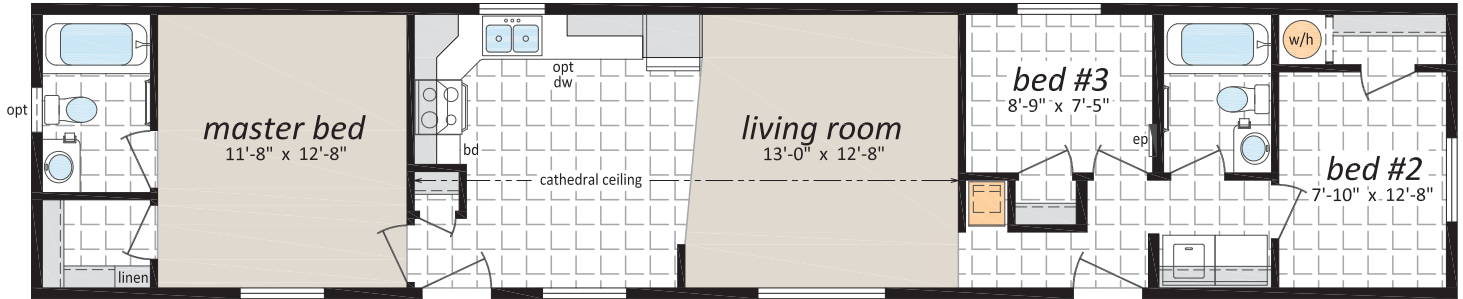 opt
linen
master bed
11'-8" x 12'-8"
opt
dw
bd
cathedral ceiling
living room
13'-0" x 12'-8"
bed #3
8'-9" x 7'-5"
ep
w/h
bed #2
7'-10" x 12'-8"